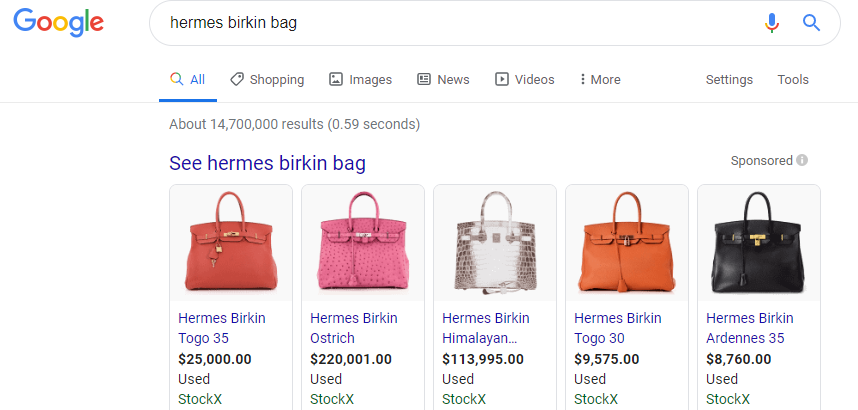 Google
hermes birkin bag
All Shopping Images News Videos More Settings Tools
About 14,700,000 results (0.59 seconds)
See hermes birkin bag
Sponsored
Hermes Birkin
Togo 35
$25,000.00
Used
StockX
Hermes Birkin
Ostrich
$220,001.00
Used
StockX
Hermes Birkin
Himalayan...
$113,995.00
Used
StockX
Hermes Birkin
Togo 30
$9,575.00
Used
StockX
Hermes Birkin
Ardennes 35
$8,760.00
Used
StockX